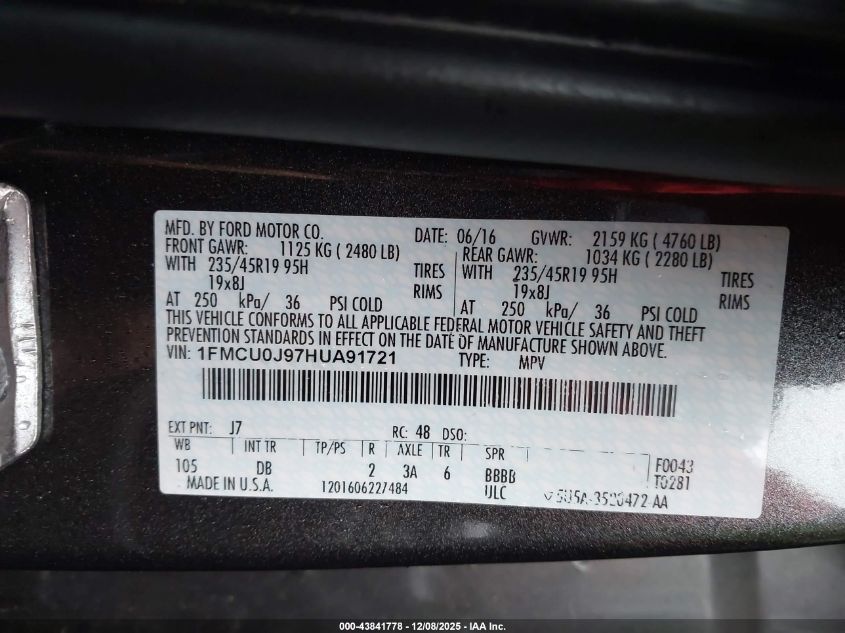 MFD. BY FORD MOTOR CO. DATE: 06/16 GVWR: 2159 KG ( 4760 LB)
FRONT GAWR: 1125 KG ( 2480 LB) REAR GAWR: 1034 KG ( 2280 LB)
WITH 235/45R19 95H TIRES WITH 235/45R19 95H TIRES
19x8J RIMS 19x8J RIMS
AT 250 kPa/ 36 PSI COLD AT 250 kPa/ 36 PSI COLD
THIS VEHICLE CONFORMS TO ALL APPLICABLE FEDERAL MOTOR VEHICLE SAFETY AND THEFT
PREVENTION STANDARDS IN EFFECT ON THE DATE OF MANUFACTURE SHOWN ABOVE.
VIN: 1FMCU0J97HUA91721 TYPE: MPV
EXT PNT: J7 RC: 48 DSO:
WB INT TR TP/PS R AXLE TR SPR
105 DB 2 3A 6 BBBB F0043
MADE IN U.S.A. 1201606227484 ULC T0281
AA
000-43841778 - 12/08/2025 - IAA Inc.